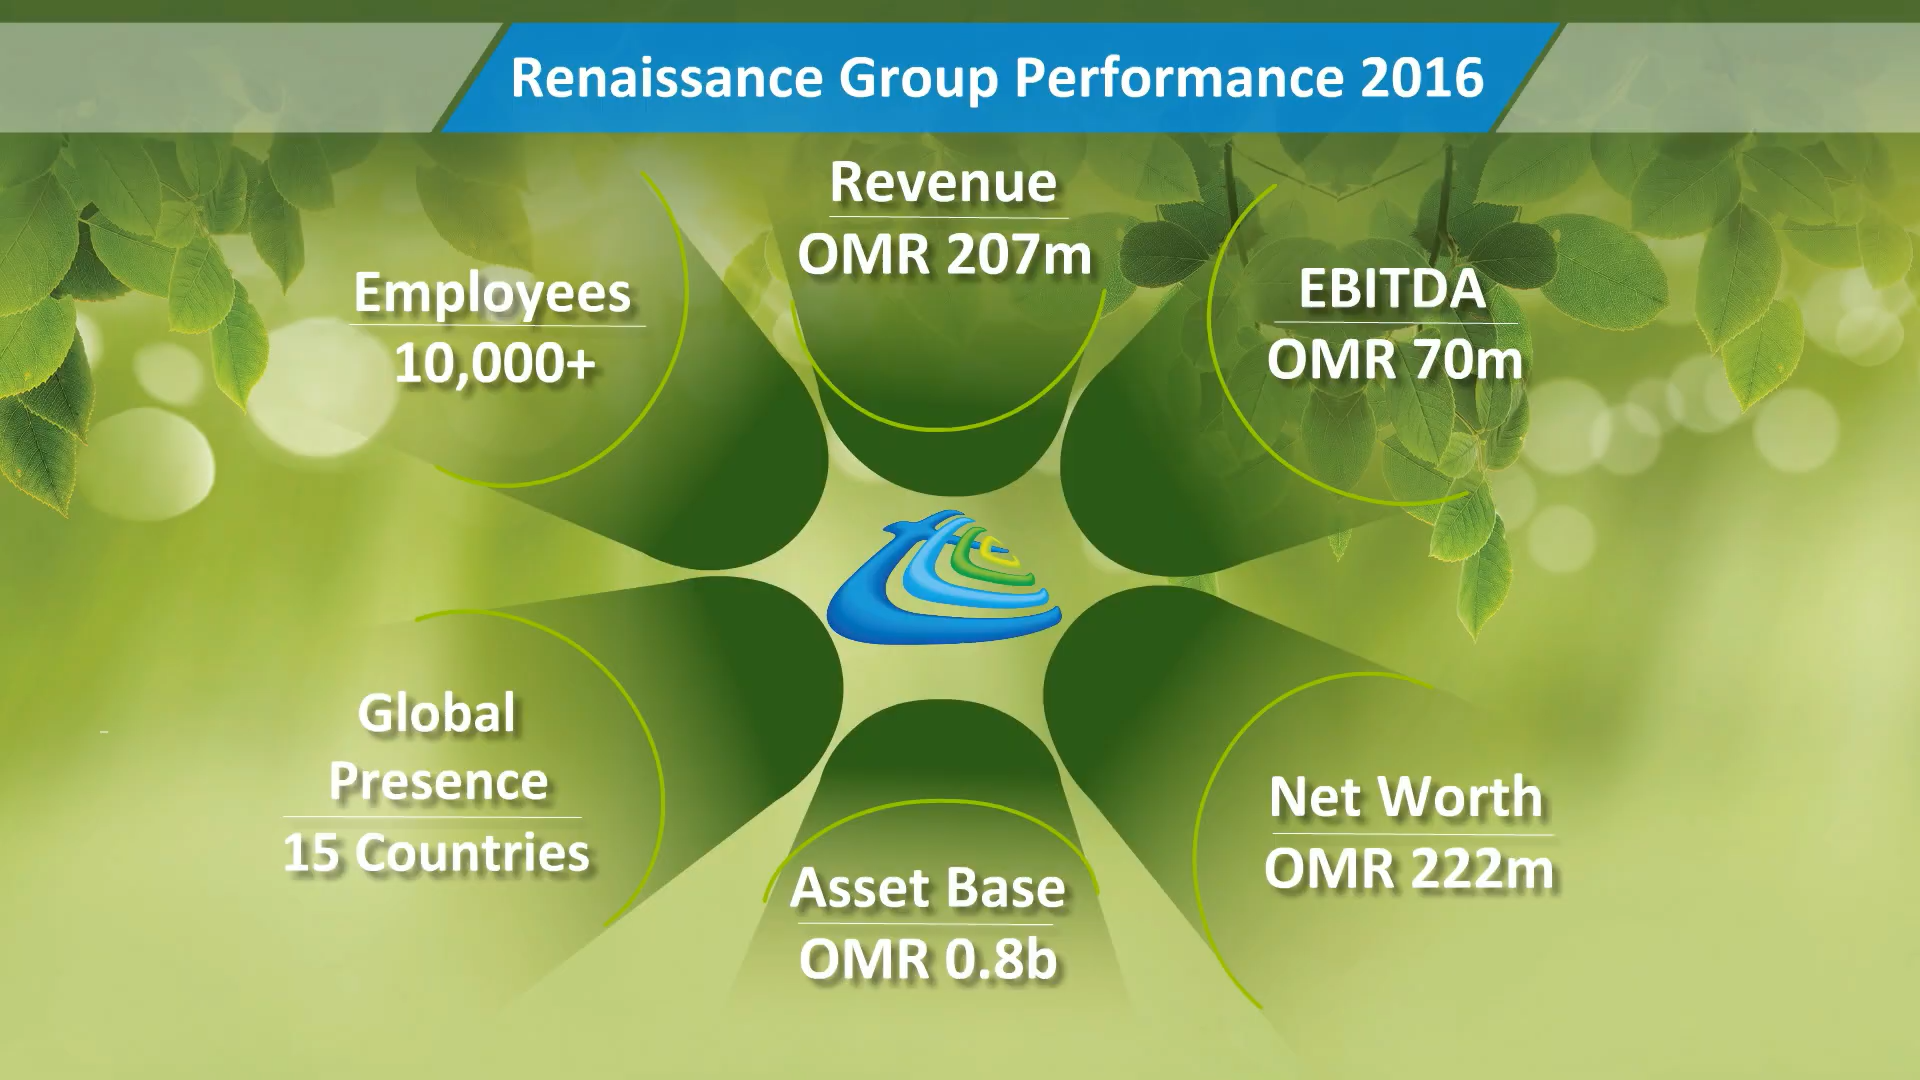 Renaissance Group Performance 2016
Revenue
OMR 207m
Employees
10,000+
EBITDA
OMR 70m
Global
Presence
15 Countries
Net Worth
OMR 222m
Asset Base
OMR 0.8b